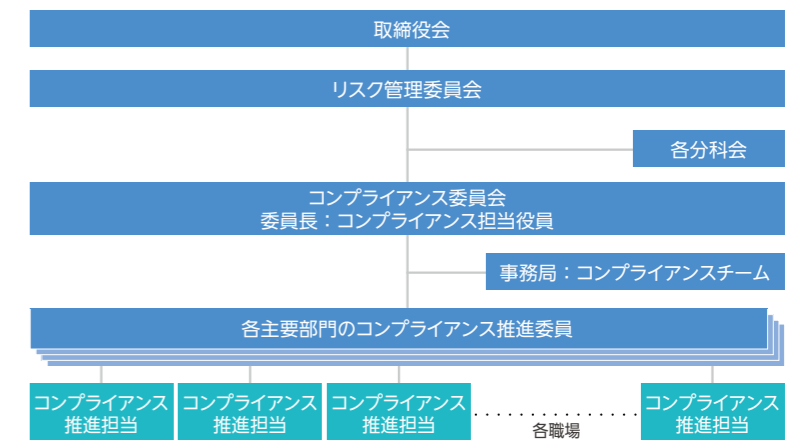 取締役会
リスク管理委員会
各分科会
コンプライアンス委員会
委員長：コンプライアンス担当役員
事務局：コンプライアンスチーム
各主要部門のコンプライアンス推進委員
コンプライアンス
推進担当
コンプライアンス
推進担当
コンプライアンス
推進担当
各職場
コンプライアンス
推進担当